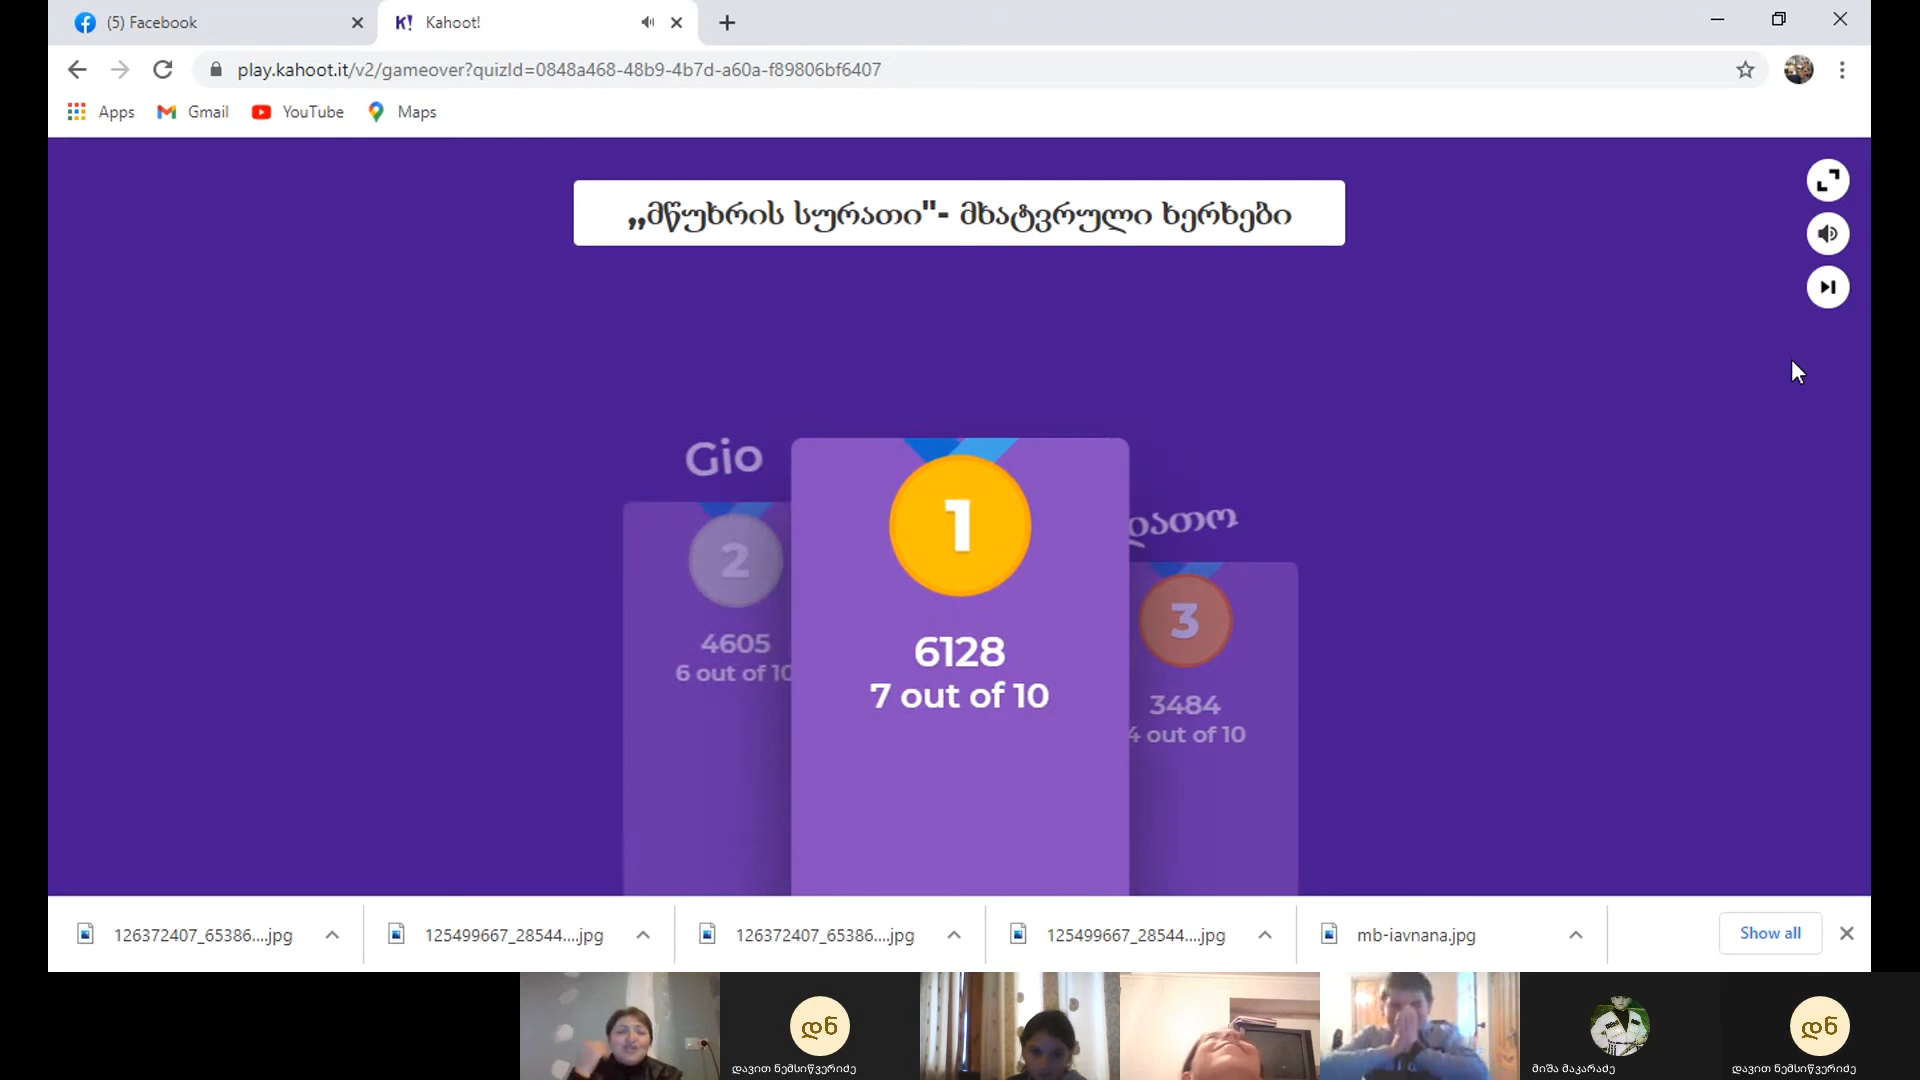 (5) Facebook
K! Kahoot!
play.kahoot.it/v2/gameover?quizId=0848a468-48b9-4b7d-a60a-f89806bf6407
Apps Gmail YouTube Maps
,,მწუხრის სურათი"- მხატვრული ხერხები
Gio
დათო
1
2
3
6128
7 out of 10
4605
6 out of 10
3484
4 out of 10
126372407_65386....jpg
125499667_28544....jpg
126372407_65386....jpg
125499667_28544....jpg
mb-iavnana.jpg
Show all
დნ
დავით ნემსიწვერიძე
მიშა მაკარაძე
დნ
დავით ნემსიწვერიძე